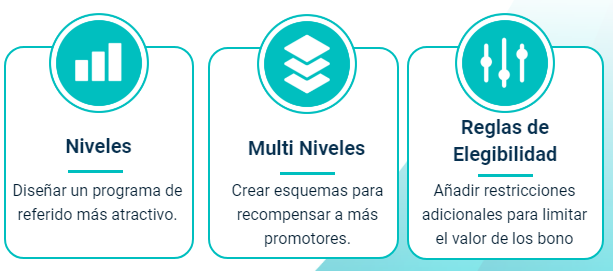 Niveles
Diseñar un programa de
referido más atractivo.
Multi Niveles
Crear esquemas para
recompensar a más
promotores.
Reglas de
Elegibilidad
Añadir restricciones
adicionales para limitar
el valor de los bono